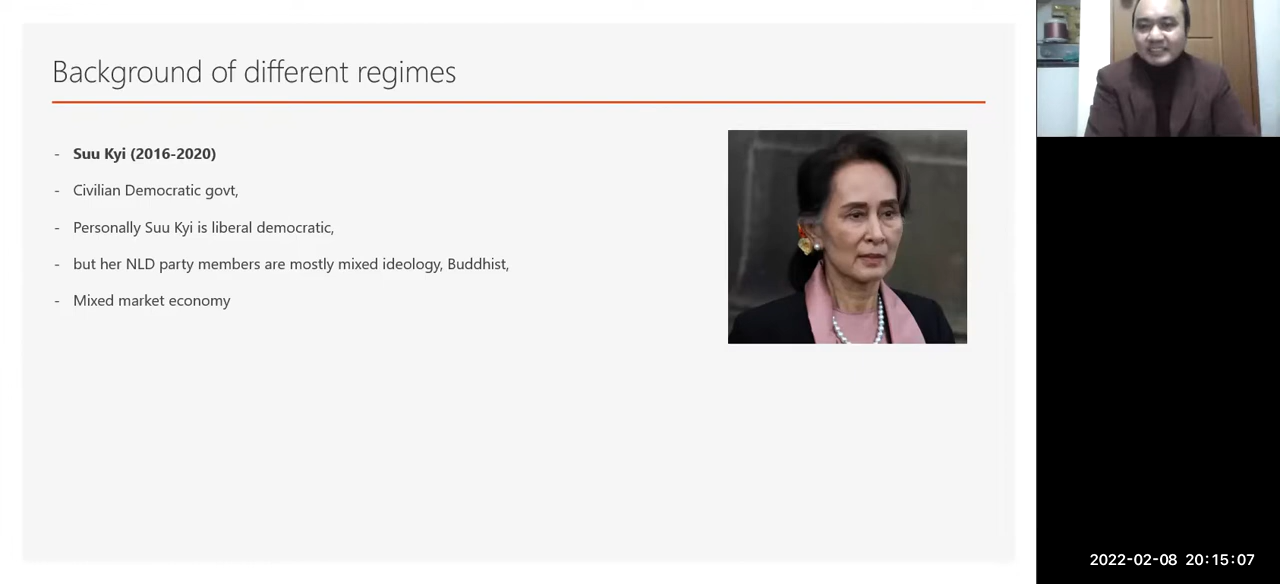 Background of different regimes
- Suu Kyi (2016-2020)
- Civilian Democratic govt,
- Personally Suu Kyi is liberal democratic,
- but her NLD party members are mostly mixed ideology, Buddhist,
- Mixed market economy
2022-02-08 20:15:07